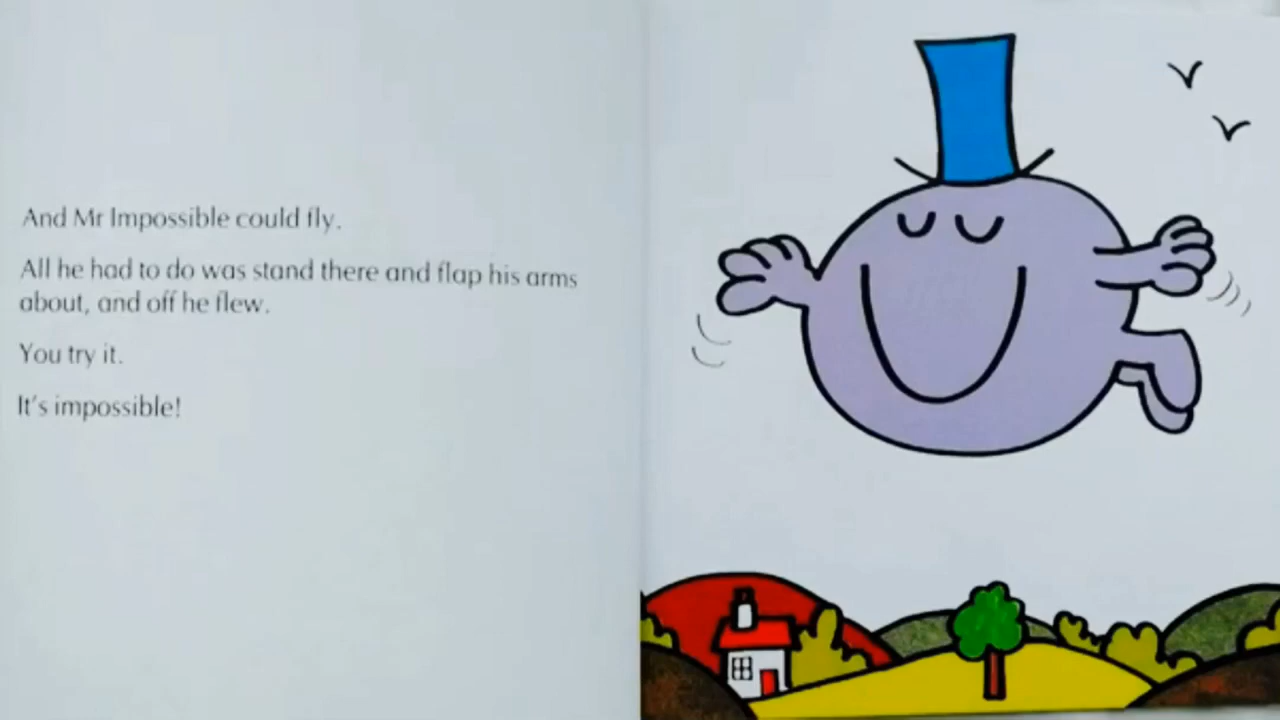 And Mr Impossible could fly.
All he had to do was stand there and flap his arms
about, and off he flew.
You try it.
It's impossible!